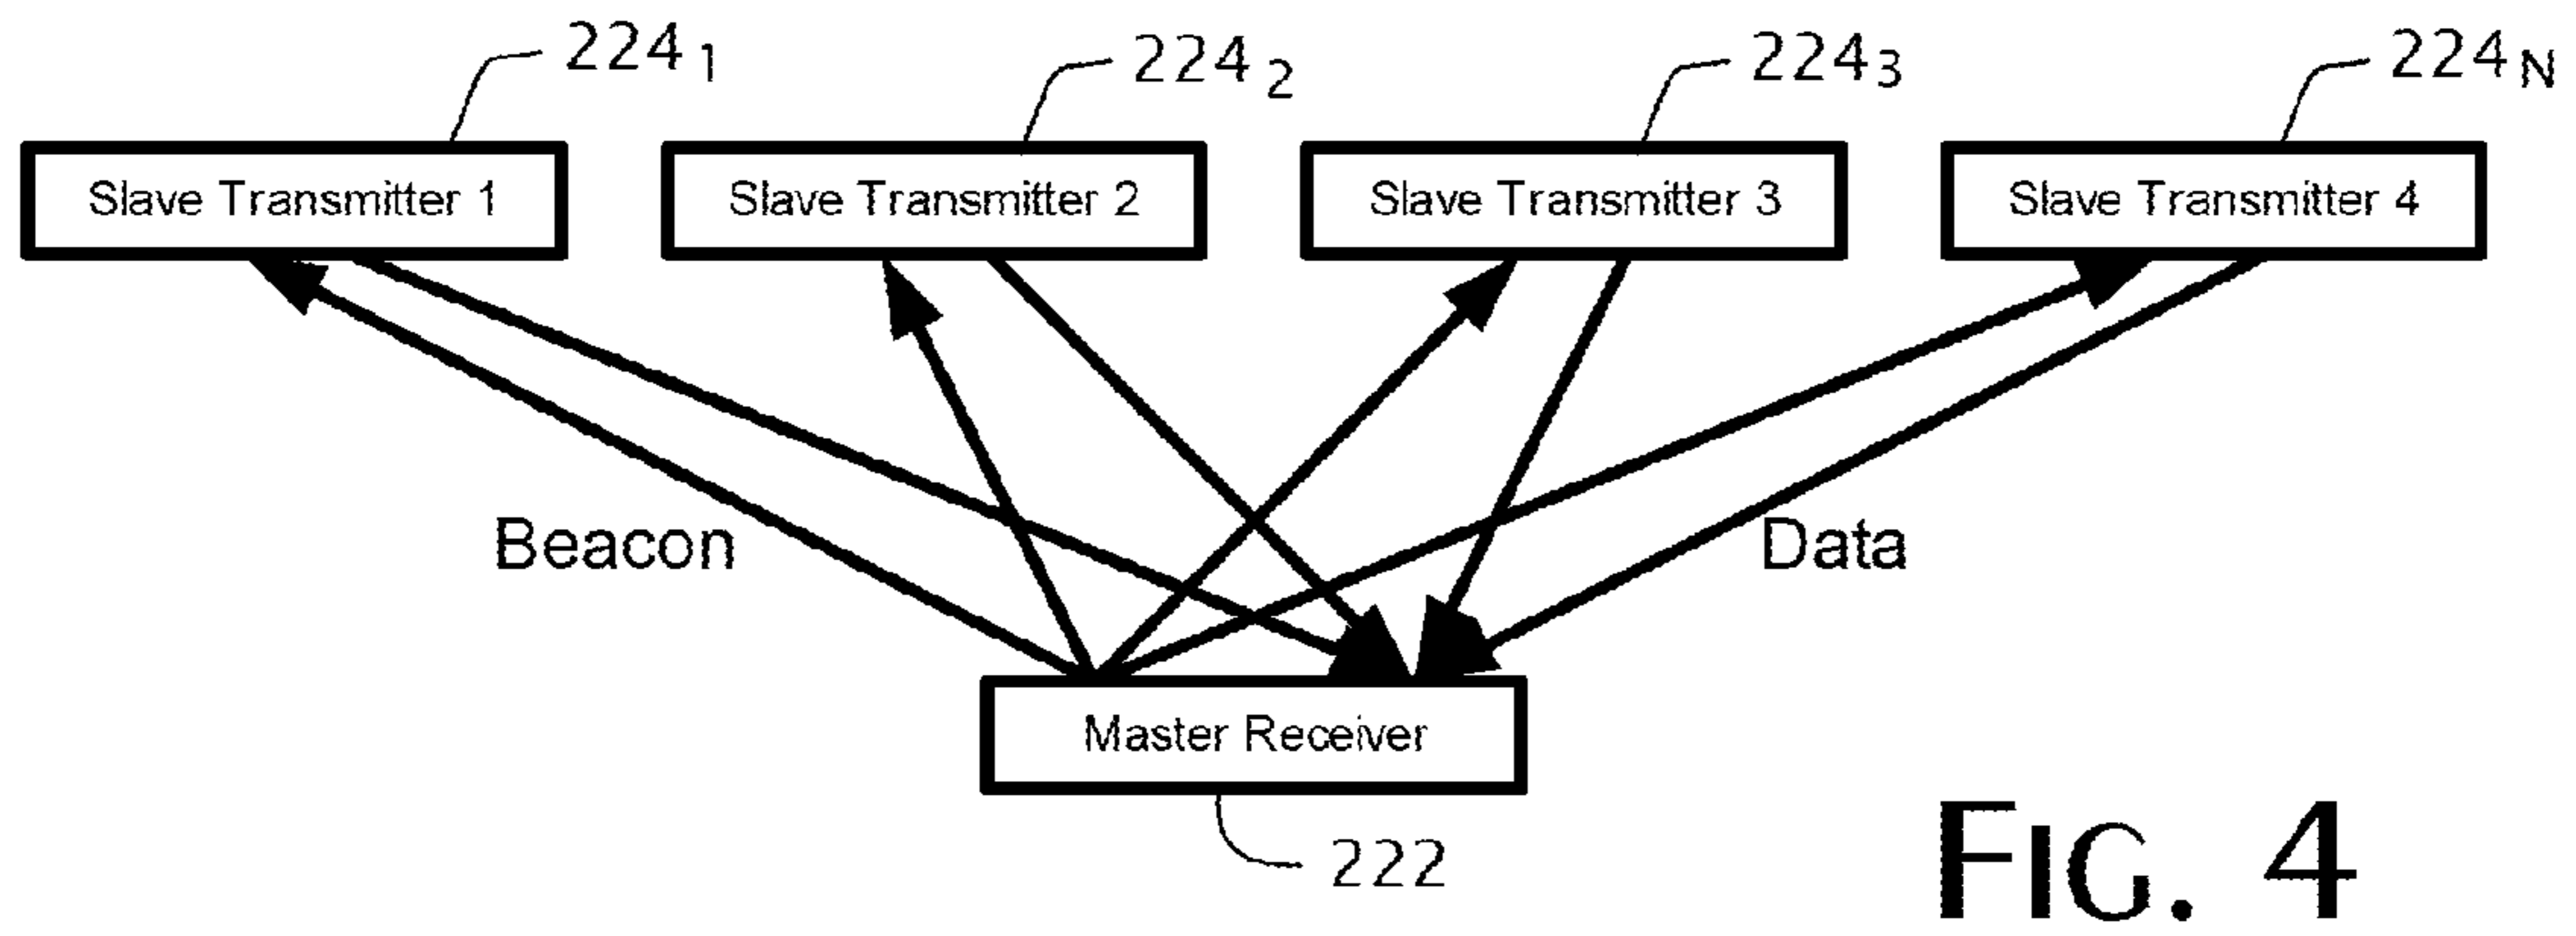 224₁ 224₂ 224₃ 224_N
Slave Transmitter 1 Slave Transmitter 2 Slave Transmitter 3 Slave Transmitter 4
Beacon Data
Master Receiver
222
FIG. 4